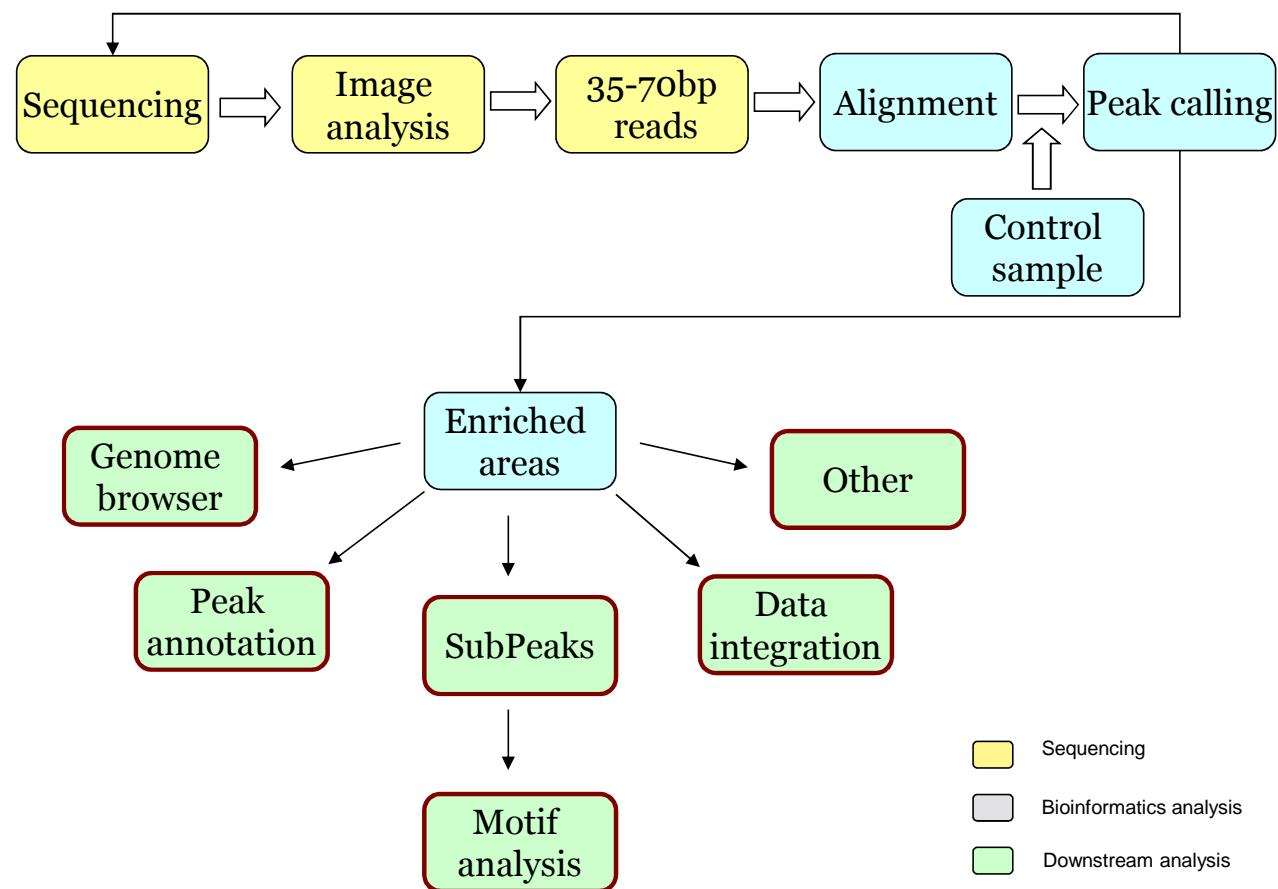 Sequencing
Image
analysis
35-70bp
reads
Alignment
Peak calling
Control
sample
Enriched
areas
Genome
browser
Other
Peak
annotation
SubPeaks
Data
integration
Motif
analysis
Sequencing
Bioinformatics analysis
Downstream analysis